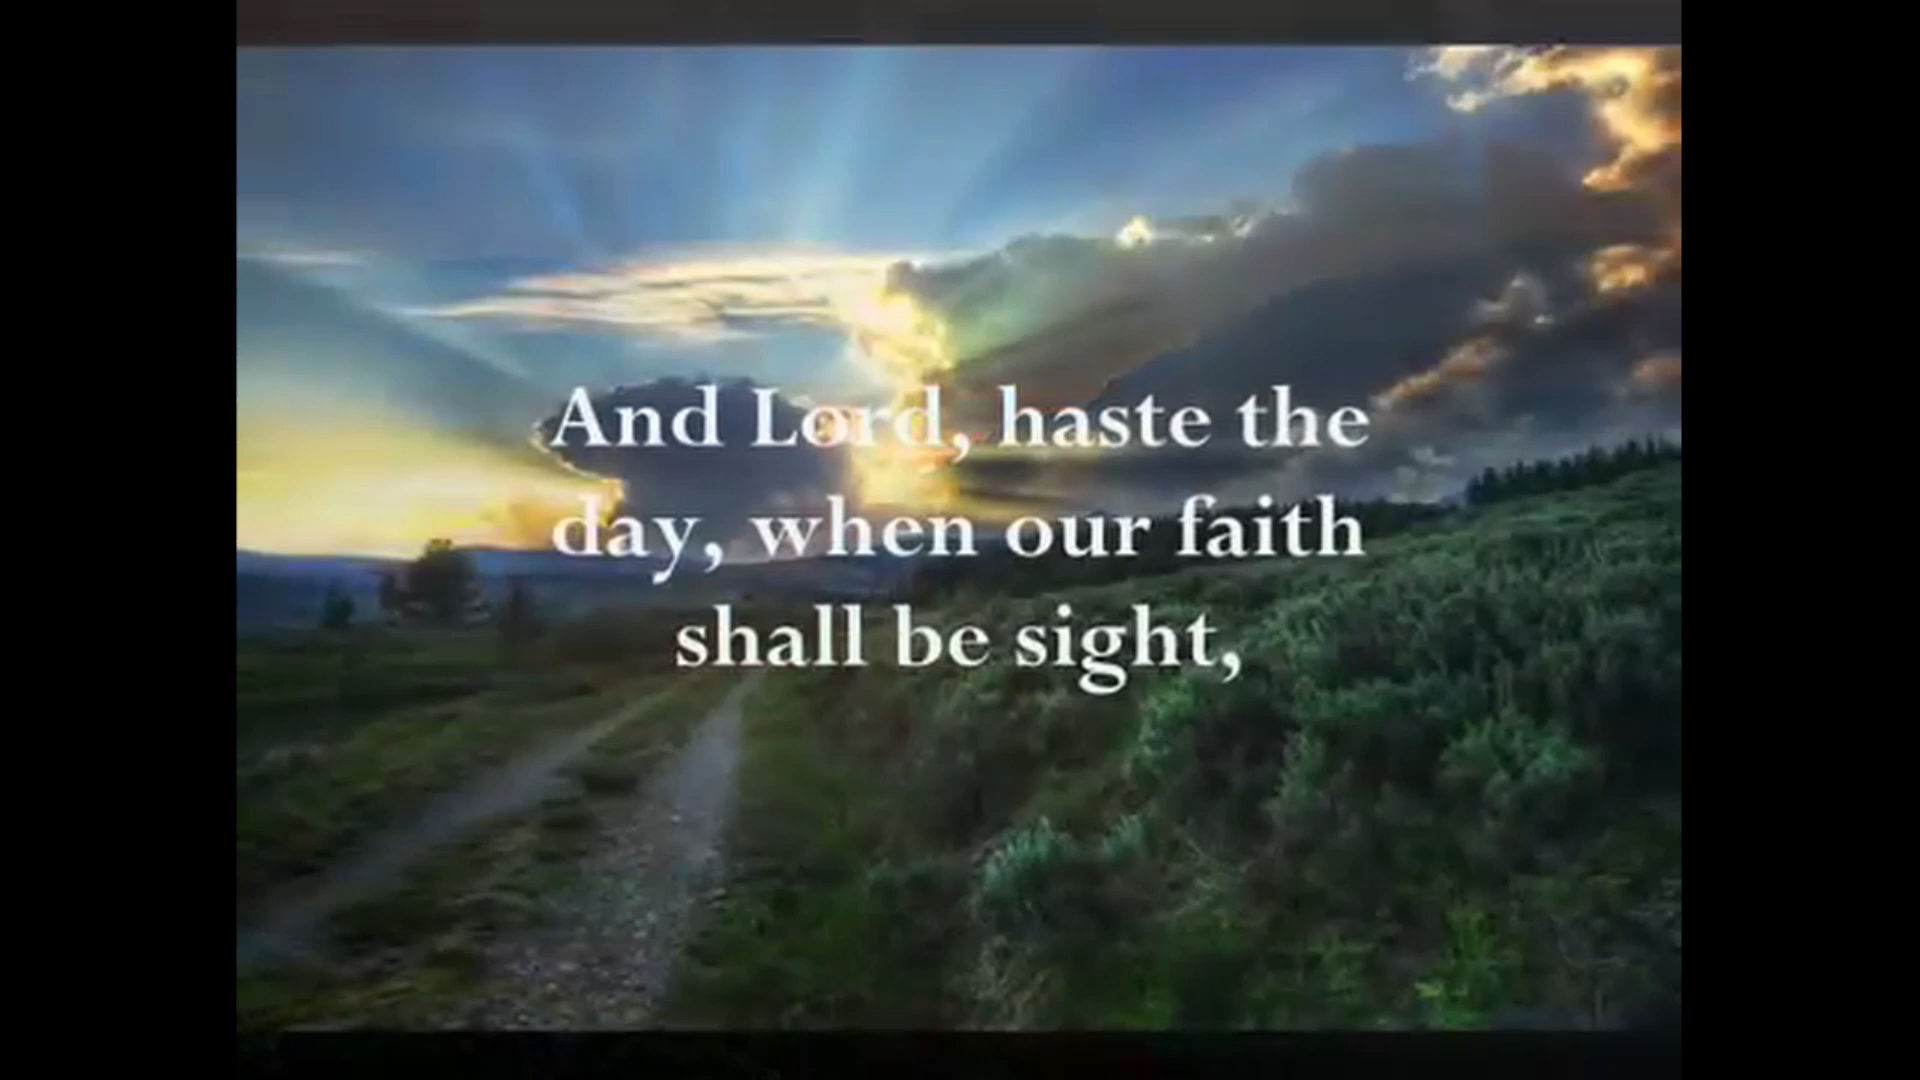 And Lord, haste the
day, when our faith
shall be sight,